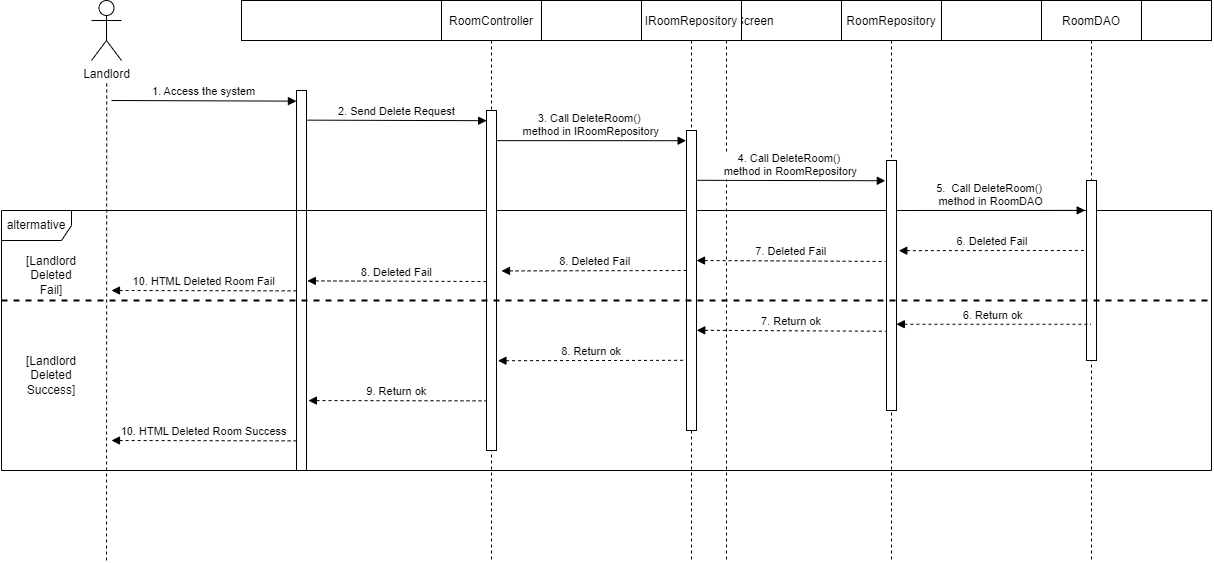 RoomController
IRoomRepository
creen
RoomRepository
RoomDAO
Landlord
1. Access the system
2. Send Delete Request
3. Call DeleteRoom()
method in IRoomRepository
4. Call DeleteRoom()
method in RoomRepository
5. Call DeleteRoom()
method in RoomDAO
altermative
[Landlord
Deleted
Fail]
6. Deleted Fail
7. Deleted Fail
8. Deleted Fail
8. Deleted Fail
10. HTML Deleted Room Fail
6. Return ok
7. Return ok
8. Return ok
[Landlord
Deleted
Success]
9. Return ok
10. HTML Deleted Room Success